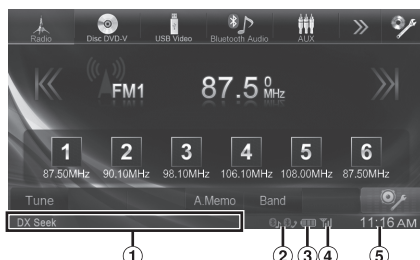 Radio Disc DVD-V USB Video Bluetooth Audio AUX
FM1 87.5 0 MHz
1 2 3 4 5 6
87.50MHz 90.10MHz 98.10MHz 106.10MHz 108.00MHz 87.50MHz
Tune A.Memo Band
DX Seek 11:16 AM
1 2 3 4 5